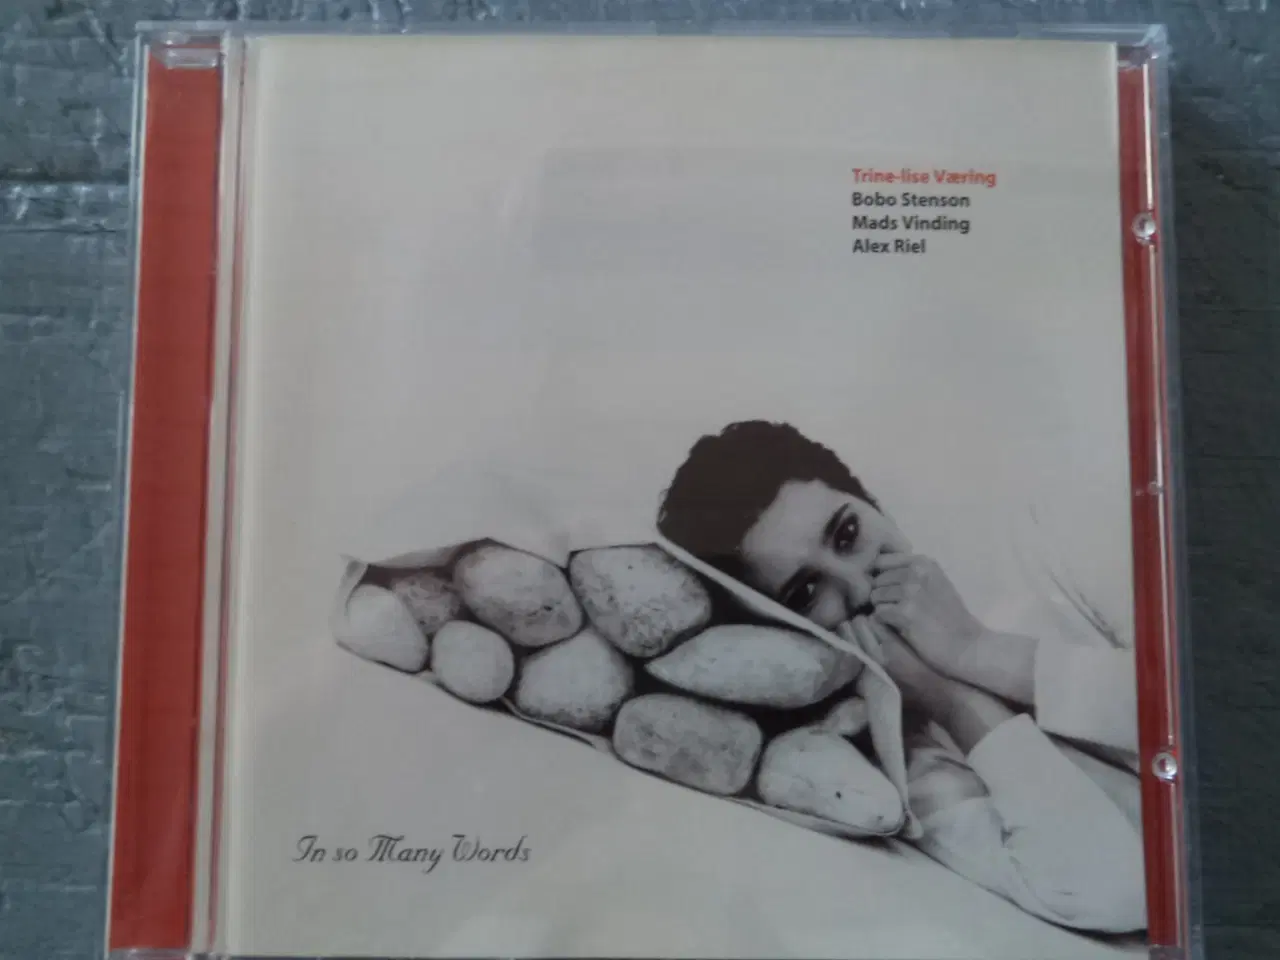 Trine-lise Væring
Bobo Stenson
Mads Vinding
Alex Riel
In so Many Words